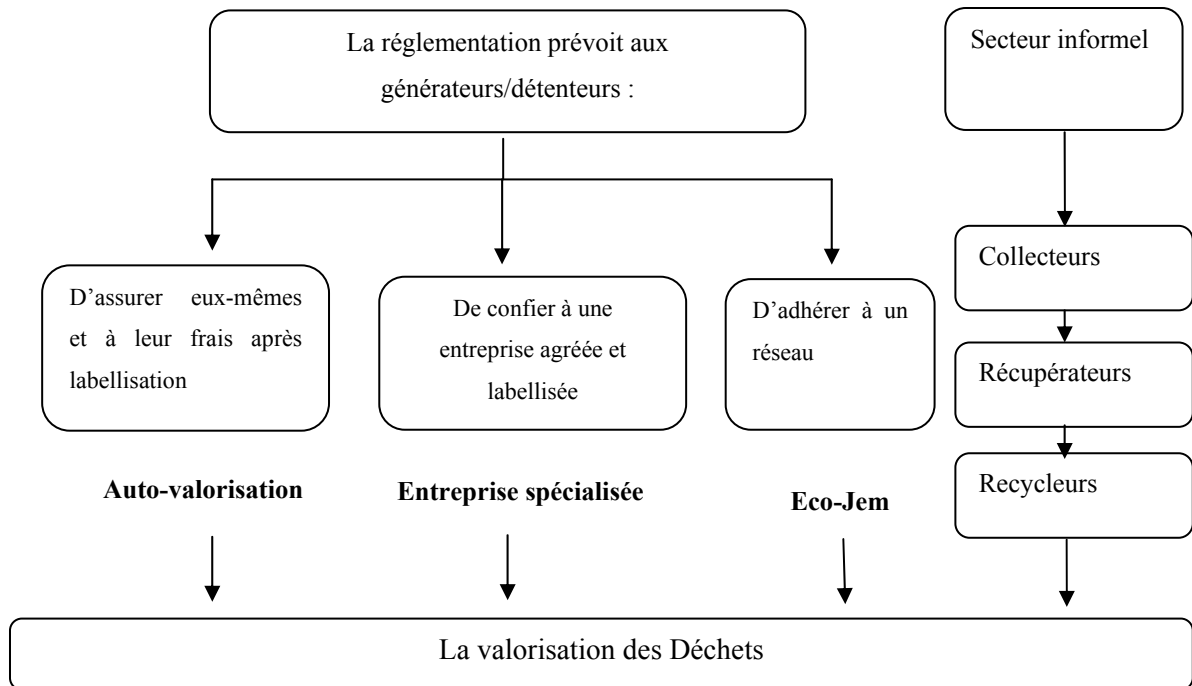 La réglementation prévoit aux
générateurs/détenteurs :
Secteur informel
D’assurer eux-mêmes
et à leur frais après
labellisation
De confier à une
entreprise agréée et
labellisée
D’adhérer à un
réseau
Collecteurs
Récupérateurs
Recycleurs
Auto-valorisation
Entreprise spécialisée
Eco-Jem
La valorisation des Déchets